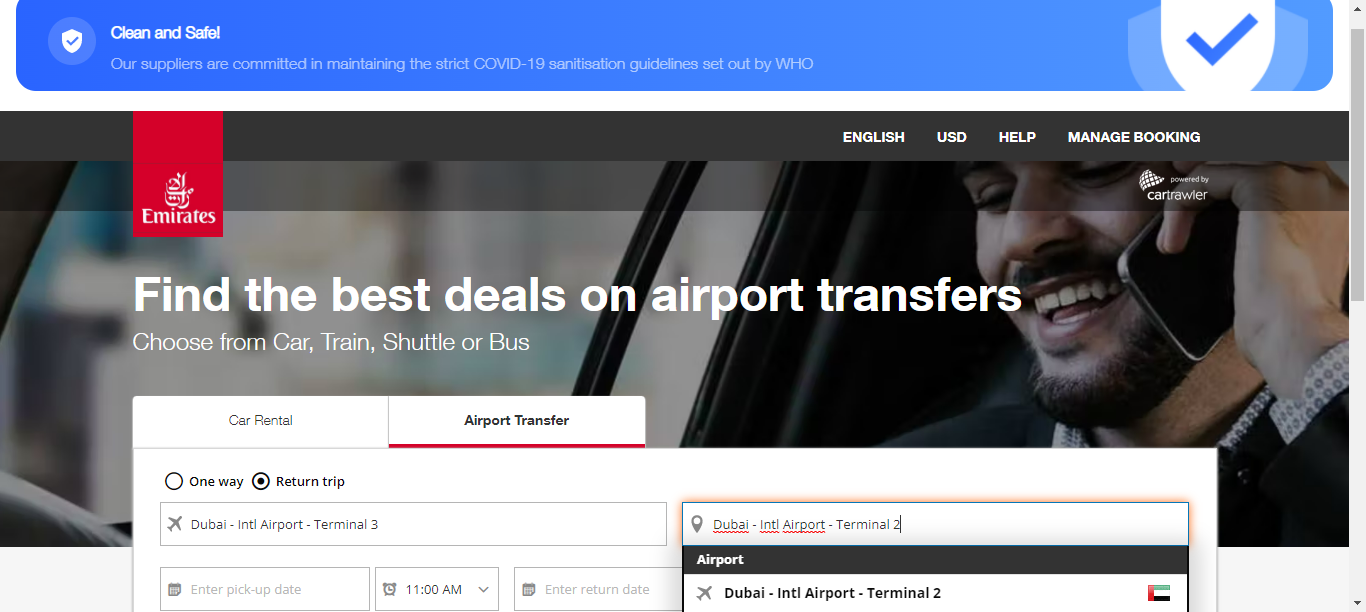 Clean and Safe!
Our suppliers are committed in maintaining the strict COVID-19 sanitisation guidelines set out by WHO
ENGLISH USD HELP MANAGE BOOKING
powered by
cartrawler
Emirates
Find the best deals on airport transfers
Choose from Car, Train, Shuttle or Bus
Car Rental Airport Transfer
One way Return trip
Dubai - Intl Airport - Terminal 3 Dubai - Intl Airport - Terminal 2
Airport
Enter pick-up date 11:00 AM Enter return date Dubai - Intl Airport - Terminal 2